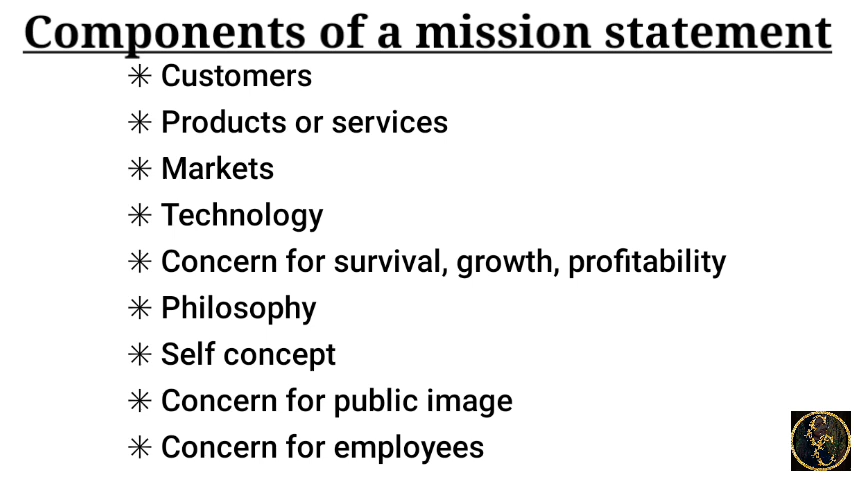 Components of a mission statement
✳ Customers
✳ Products or services
✳ Markets
✳ Technology
✳ Concern for survival, growth, profitability
✳ Philosophy
✳ Self concept
✳ Concern for public image
✳ Concern for employees